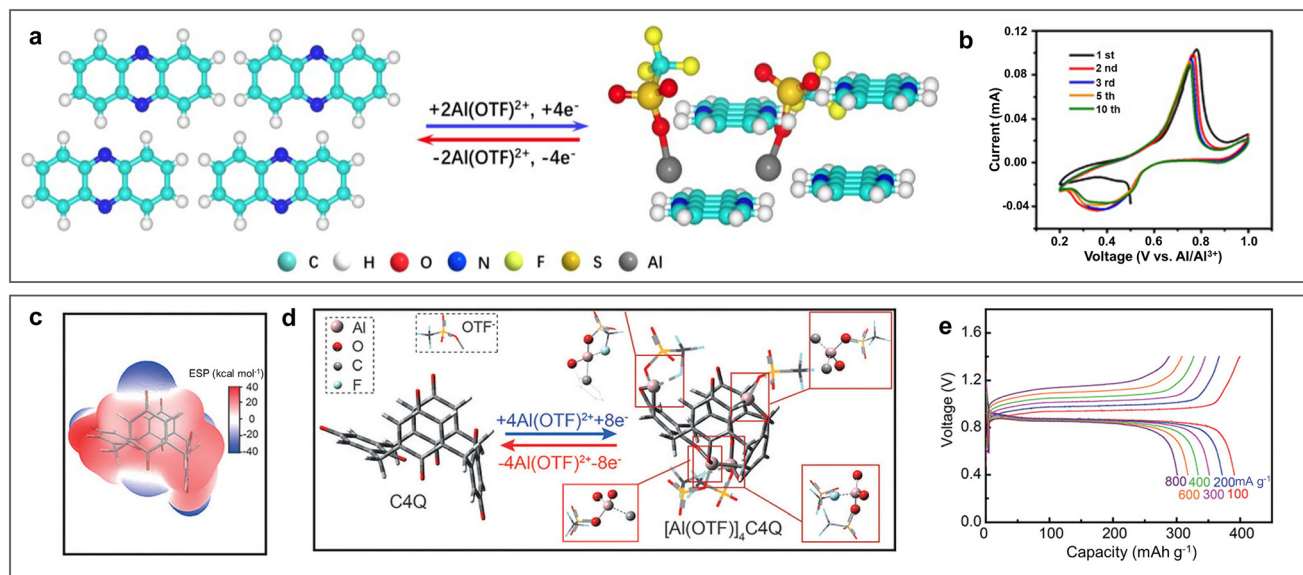 a
+2Al(OTF)²⁺, +4e⁻
-2Al(OTF)²⁺, -4e⁻
C H O N F S Al
b
Current (mA)
0.12
0.08
0.04
0.00
-0.04
1 st
2 nd
3 rd
5 th
10 th
0.2 0.4 0.6 0.8 1.0
Voltage (V vs. Al/Al³⁺)
c
ESP (kcal mol⁻¹)
40
20
0
-20
-40
d
Al
O
C
F
OTF⁻
+4Al(OTF)²⁺+8e⁻
-4Al(OTF)²⁺-8e⁻
C4Q
[Al(OTF)]₄C4Q
e
Voltage (V)
1.6
1.2
0.8
0.4
0.0
800 400 200mA g⁻¹
600 300 100
0 100 200 300 400
Capacity (mAh g⁻¹)